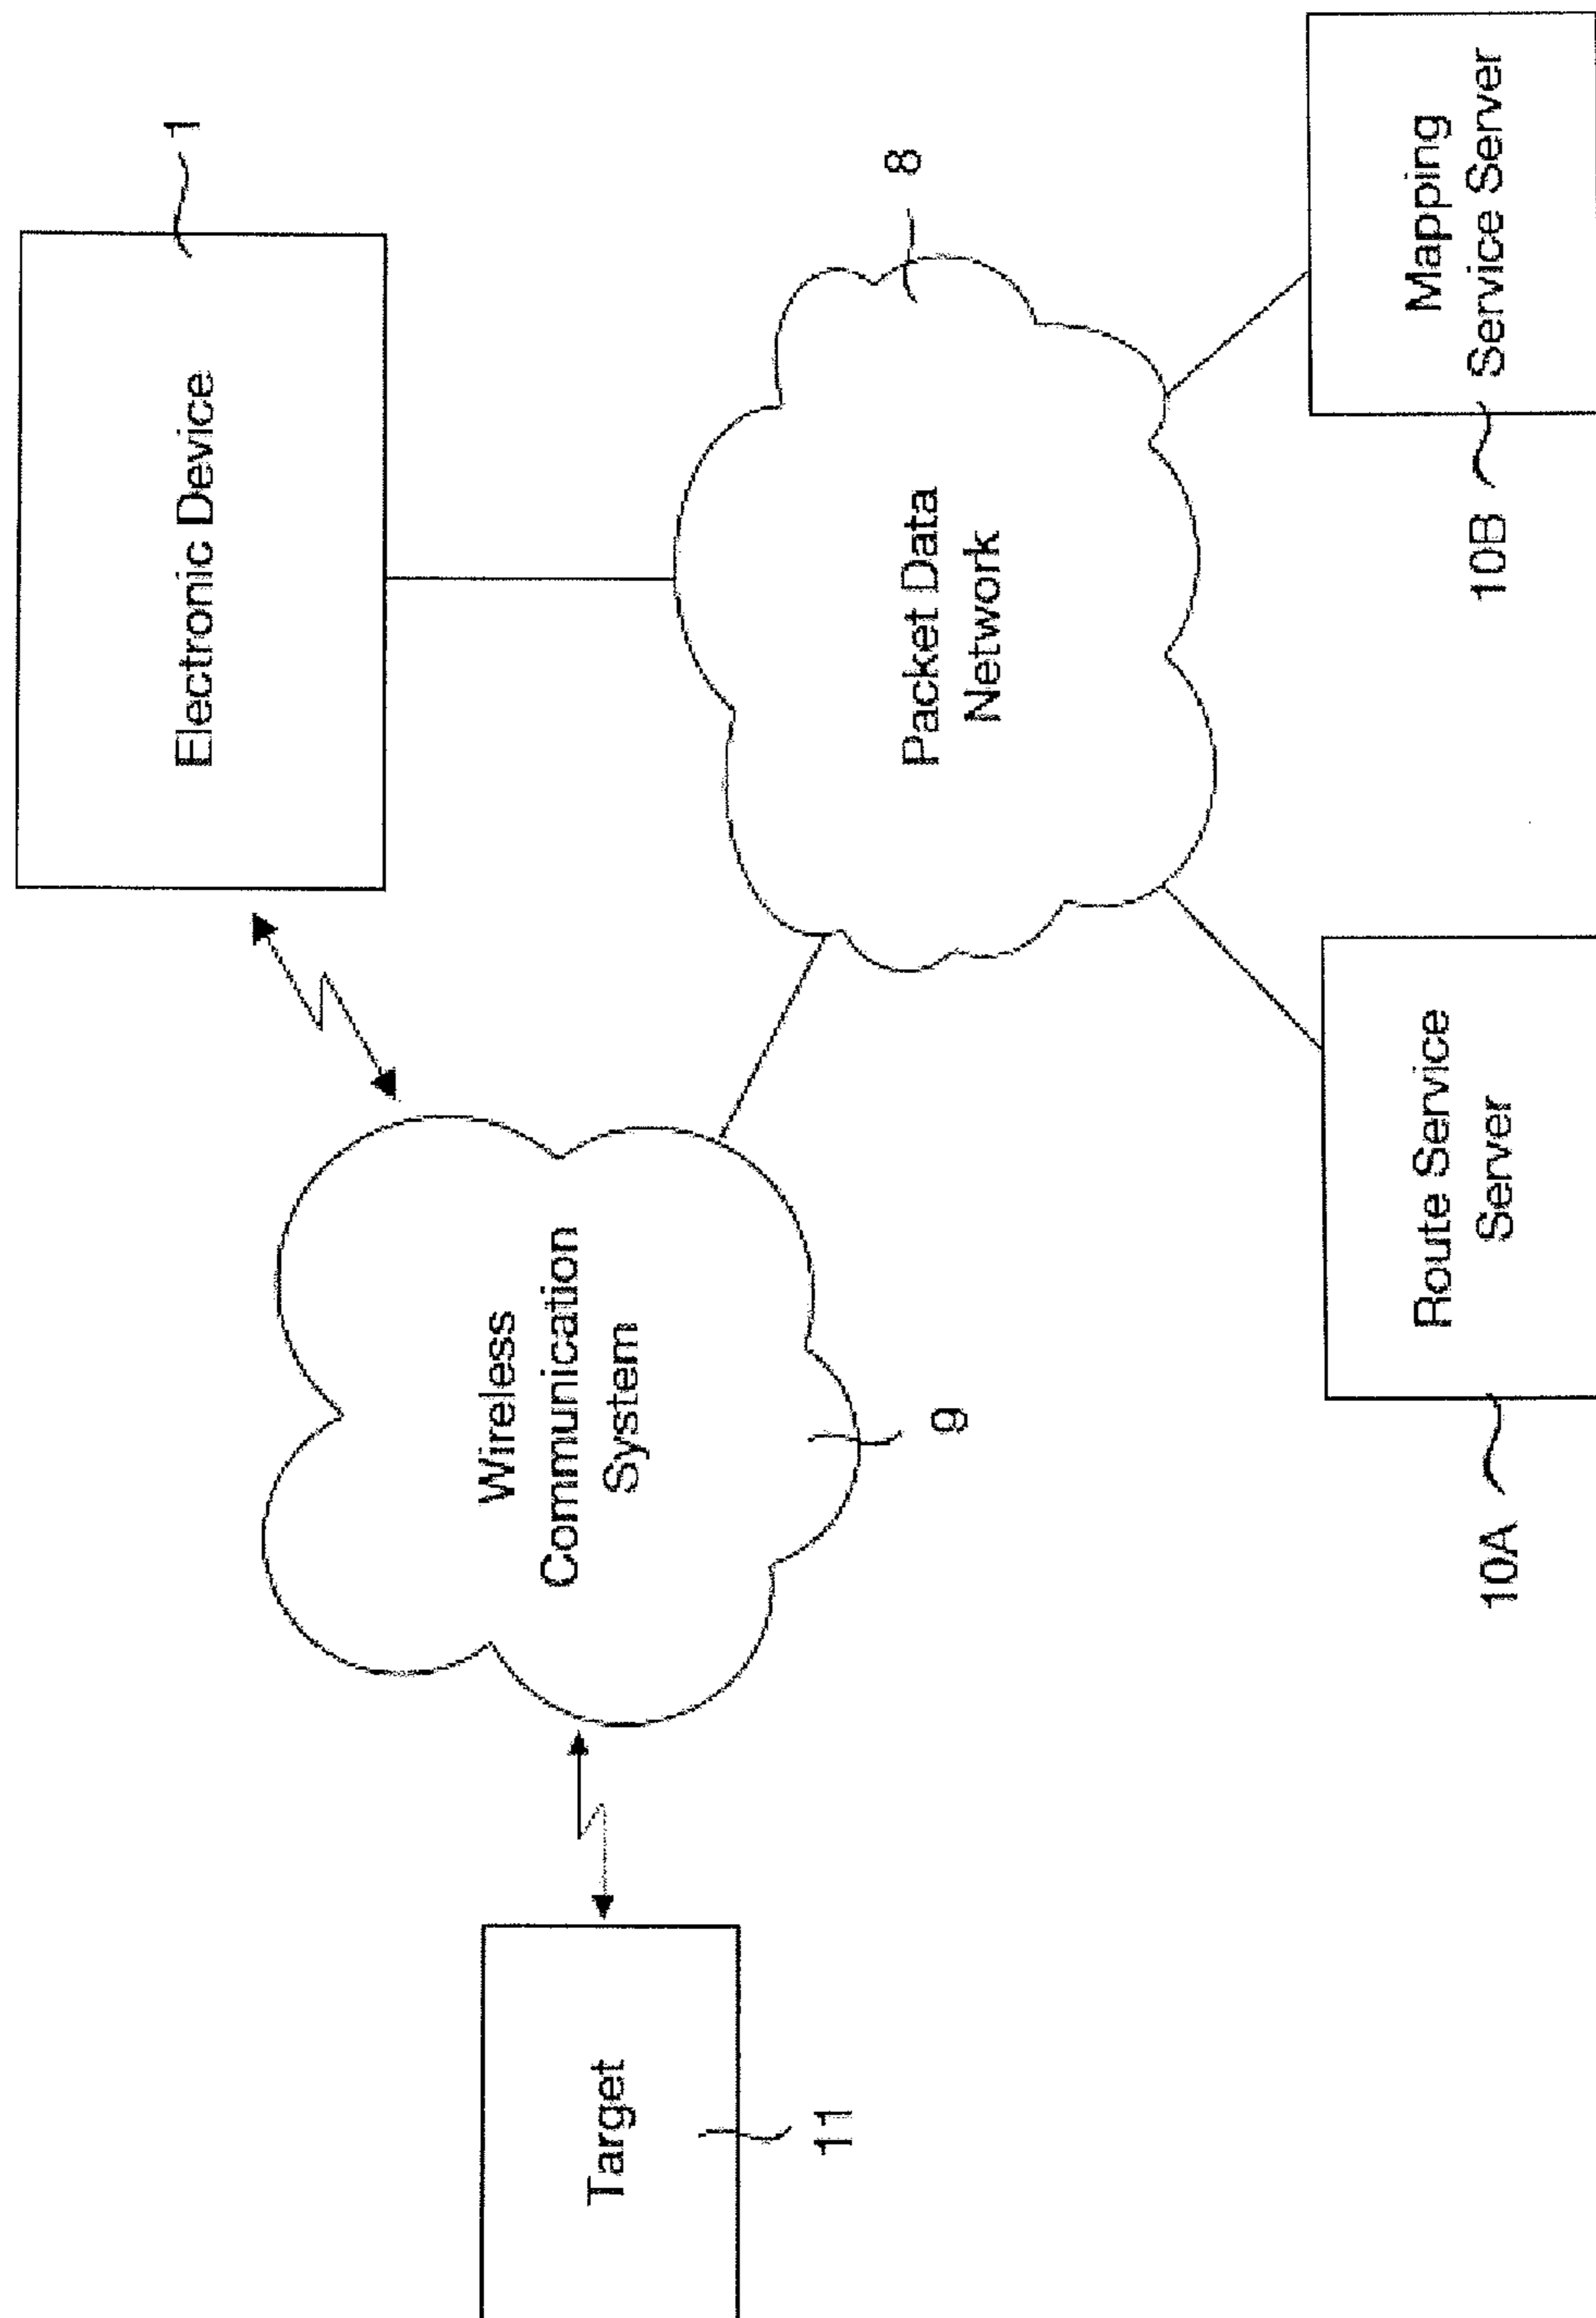 Electronic Device
1
Wireless
Communication
System
9
Target
11
Packet Data
Network
8
Route Service
Server
10A
Mapping
Service Server
10B